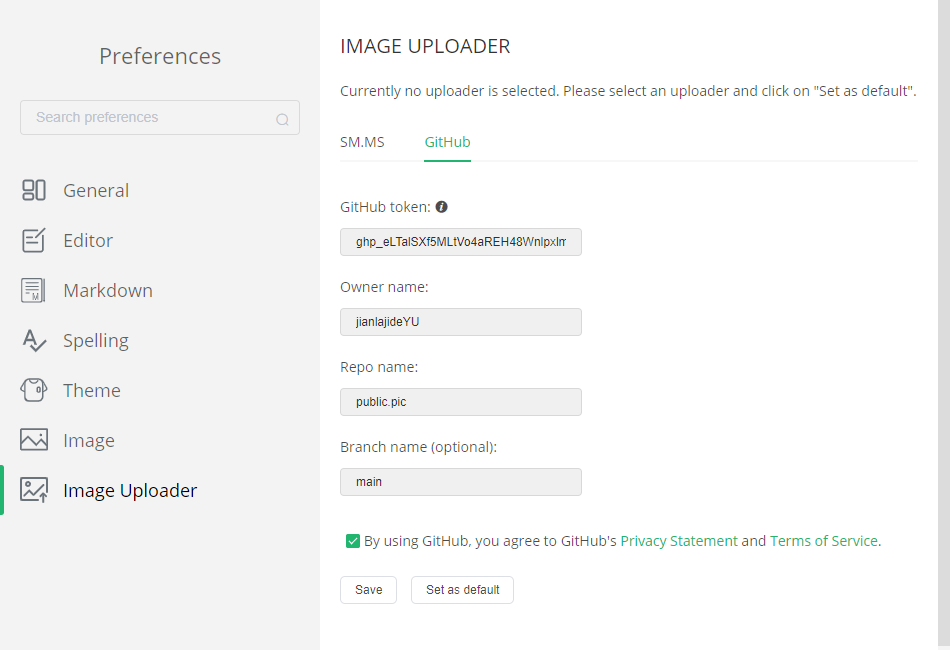 Preferences
Search preferences
General
Editor
Markdown
Spelling
Theme
Image
Image Uploader
IMAGE UPLOADER
Currently no uploader is selected. Please select an uploader and click on "Set as default".
SM.MS
GitHub
GitHub token:
Owner name:
jianlajideYU
Repo name:
public.pic
Branch name (optional):
main
By using GitHub, you agree to GitHub's Privacy Statement and Terms of Service.
Save
Set as default